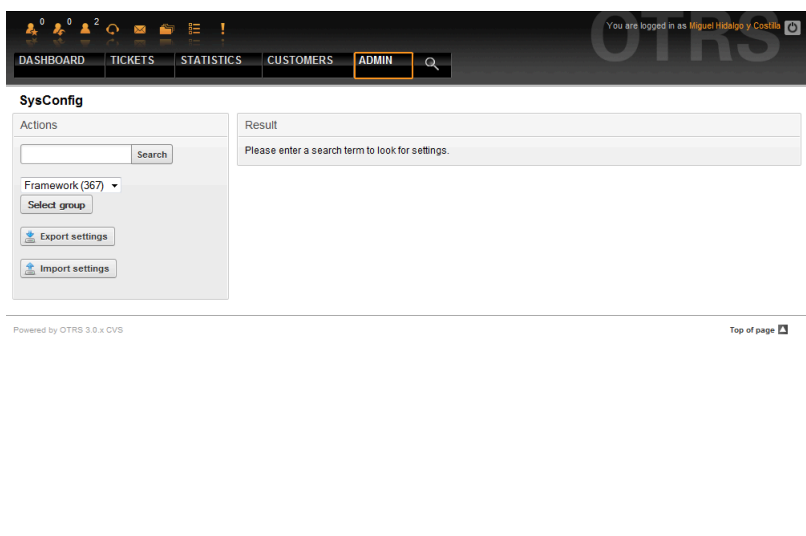 0 0 2
You are logged in as Miguel Hidalgo y Costilla
OTRS
DASHBOARD TICKETS STATISTICS CUSTOMERS ADMIN
SysConfig
Actions
Search
Framework (367)
Select group
Export settings
Import settings
Result
Please enter a search term to look for settings.
Powered by OTRS 3.0.x CVS
Top of page